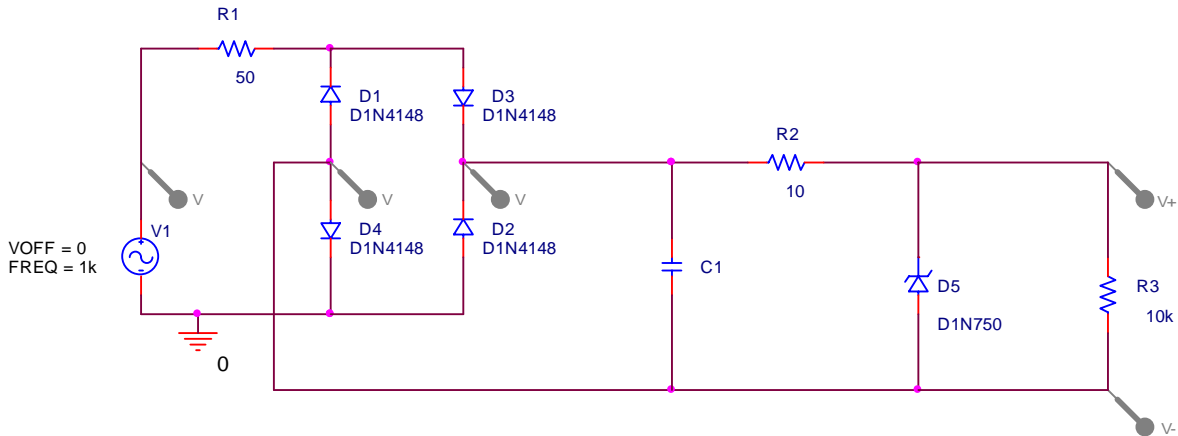 R1
50
D1
D1N4148
D3
D1N4148
R2
10
V
V
V
V+
V1
VOFF = 0
FREQ = 1k
D4
D1N4148
D2
D1N4148
C1
D5
D1N750
R3
10k
0
V-